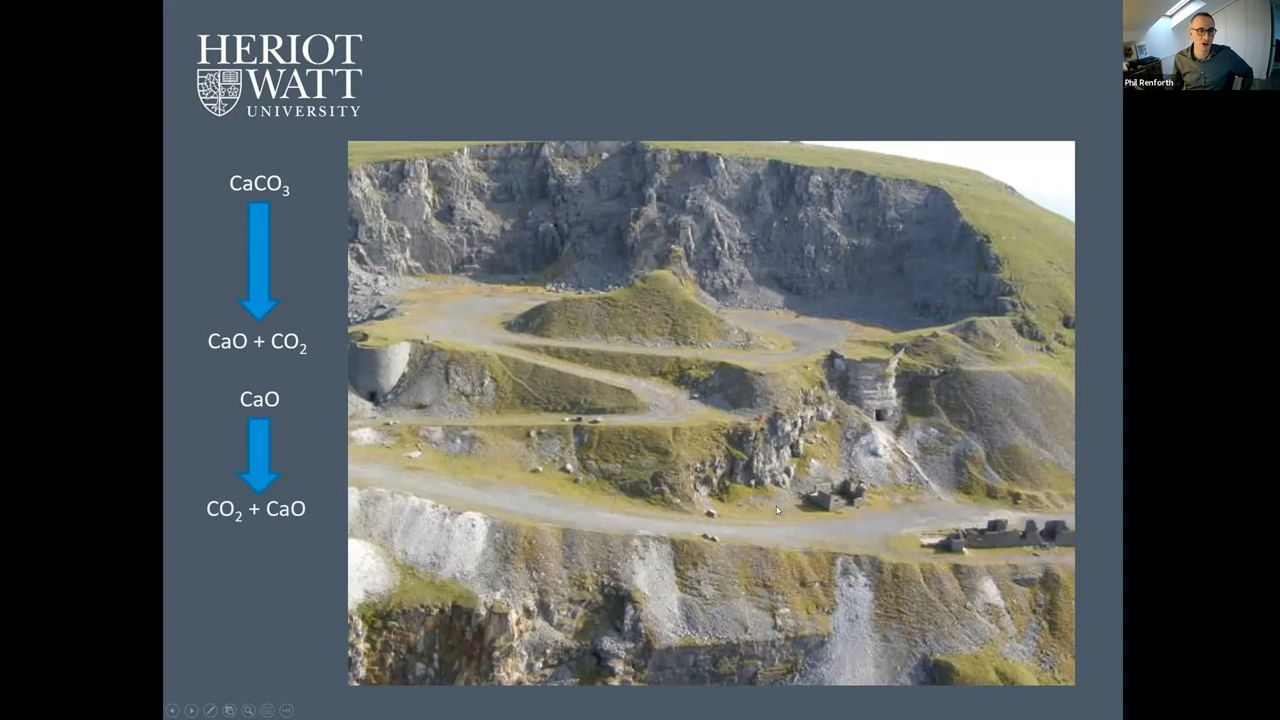 HERIOT
WATT
UNIVERSITY
Phil Renforth
CaCO₃
CaO + CO₂
CaO
CO₂ + CaO